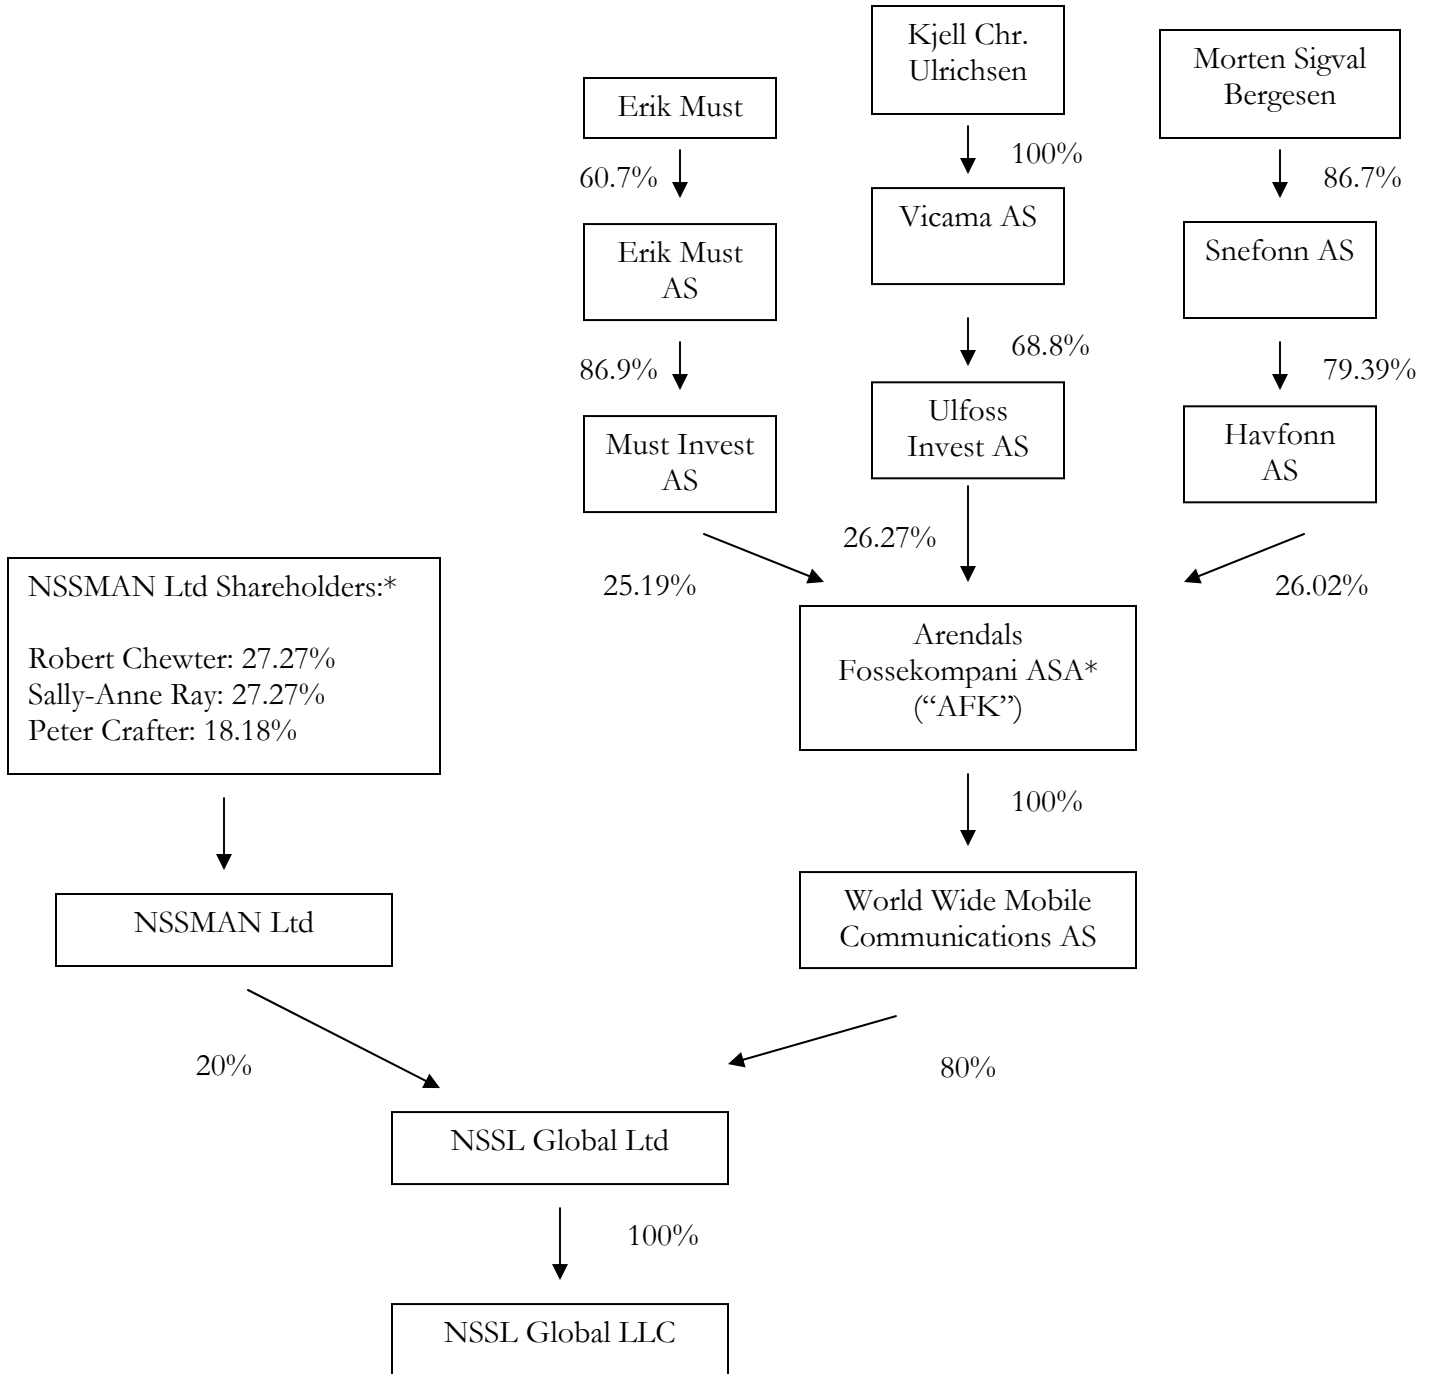 Kjell Chr.
Ulrichsen
Morten Sigval
Bergesen
Erik Must
100%
60.7%
86.7%
Vicama AS
Erik Must
AS
Snefonn AS
68.8%
86.9%
79.39%
Must Invest
AS
Ulfoss
Invest AS
Havfonn
AS
26.27%
25.19%
26.02%
NSSMAN Ltd Shareholders:*
Robert Chewter: 27.27%
Sally-Anne Ray: 27.27%
Peter Crafter: 18.18%
Arendals
Fossekompani ASA*
(“AFK”)
100%
NSSMAN Ltd
World Wide Mobile
Communications AS
20%
80%
NSSL Global Ltd
100%
NSSL Global LLC